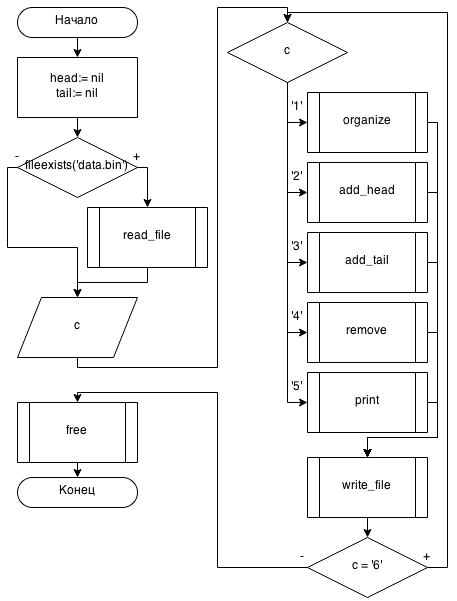 Начало
head:= nil
tail:= nil
- fileexists('data.bin') +
read_file
c
free
Конец
c
'1' organize
'2' add_head
'3' add_tail
'4' remove
'5' print
write_file
- c = '6' +